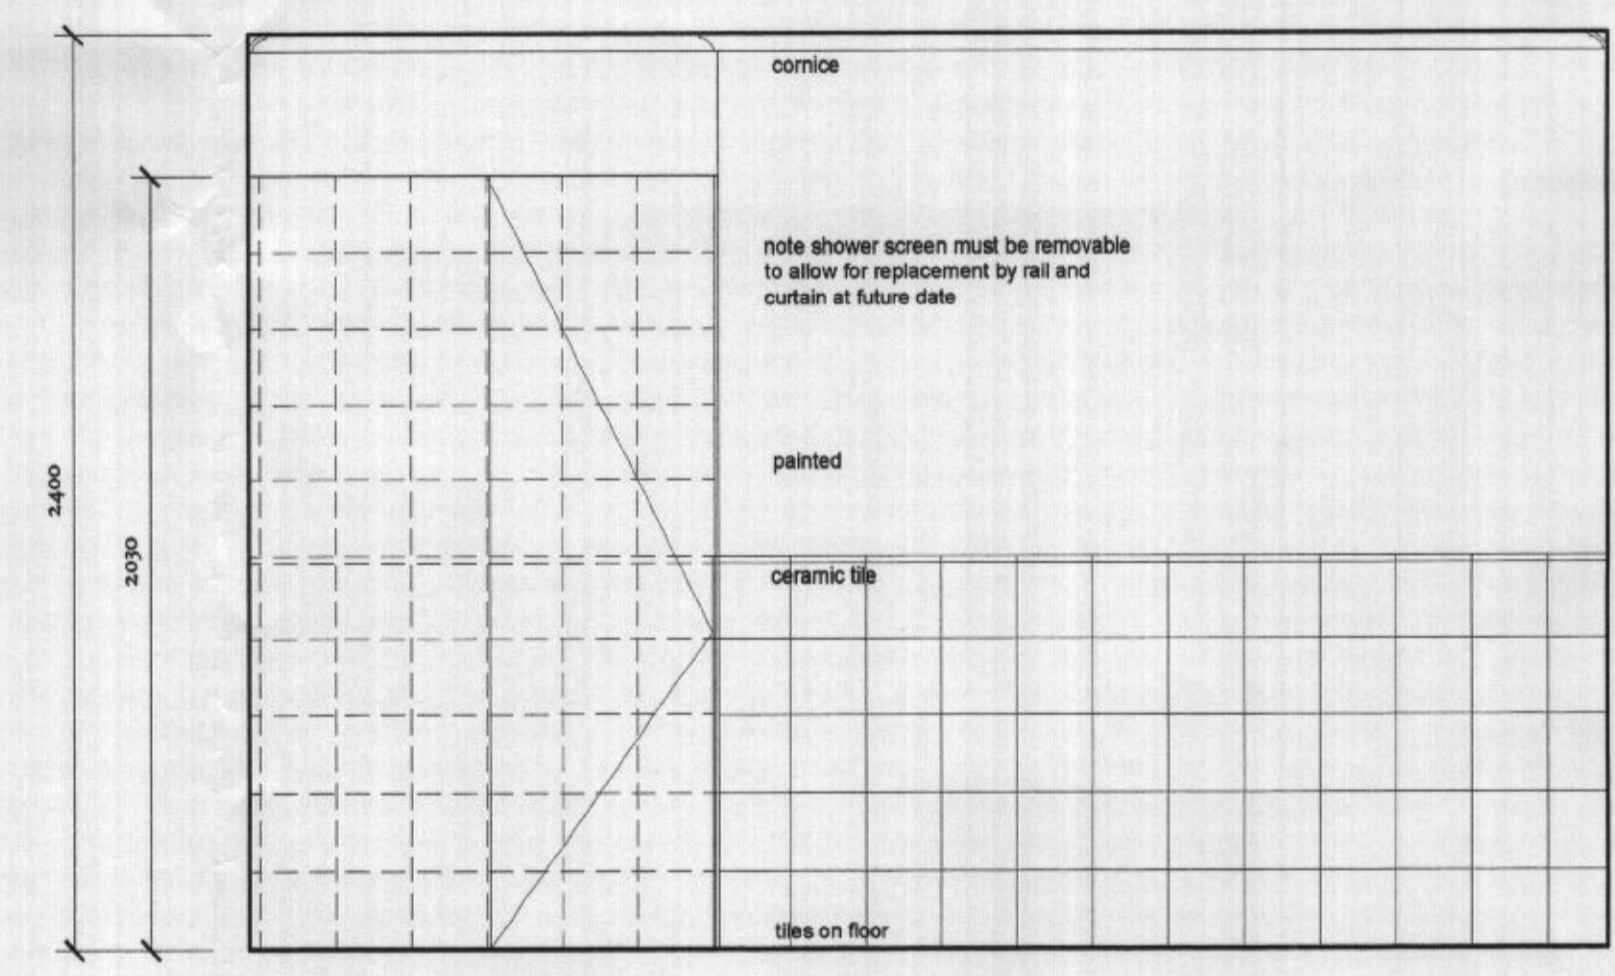 cornice
note shower screen must be removable
to allow for replacement by rail and
curtain at future date
painted
2400
2030
ceramic tile
tiles on floor